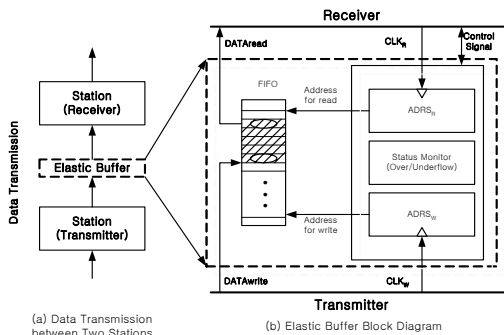 Receiver
DATAread
CLKR
Control
Signal
FIFO
Address
for read
ADRSR
Station
(Receiver)
Status Monitor
(Over/Underflow)
Elastic Buffer
Data Transmission
Station
(Transmitter)
Address
for write
ADRSW
DATAwrite
CLKW
Transmitter
(a) Data Transmission
between Two Stations
(b) Elastic Buffer Block Diagram